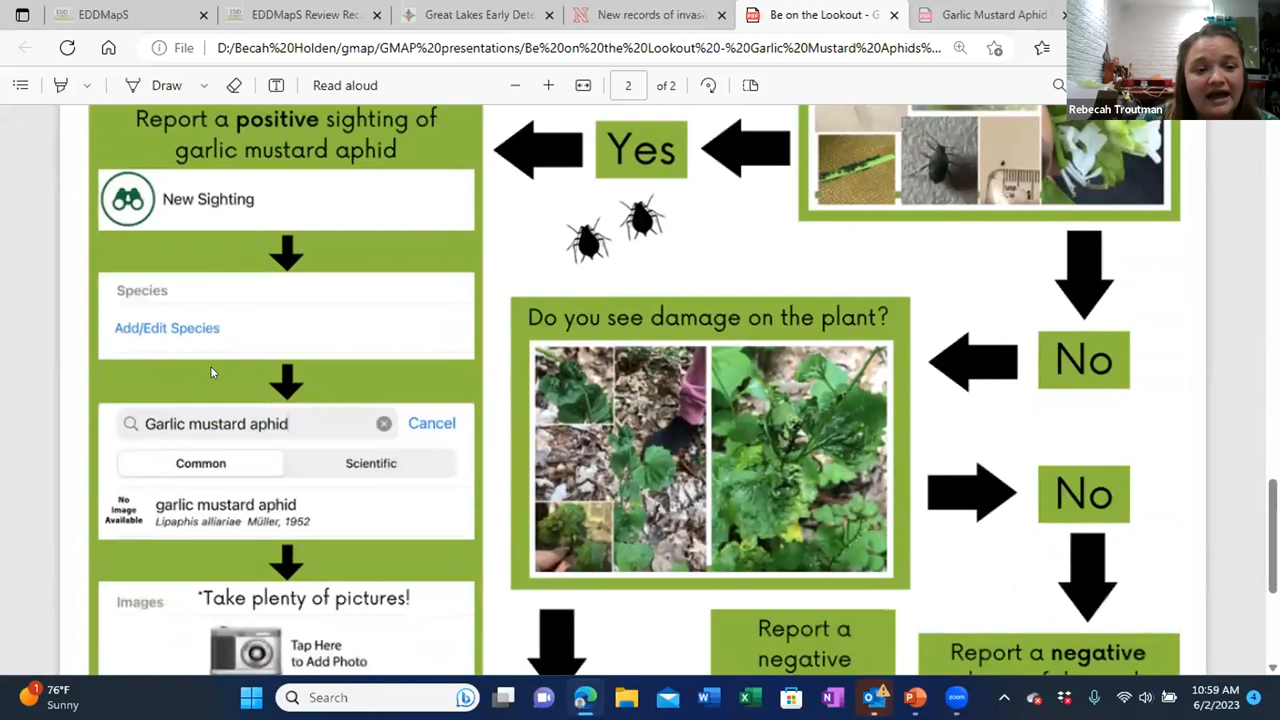 EDDMapS
EDDMapS Review Rec
Great Lakes Early Dete
New records of invasi
Be on the Lookout - G
Garlic Mustard Aphid
File
D:/Becah%20Holden/gmap/GMAP%20presentations/Be%20on%20the%20Lookout%20-%20Garlic%20Mustard%20Aphids%...
Draw
Read aloud
2
of 2
Rebecah Troutman
Report a positive sighting of
garlic mustard aphid
New Sighting
Species
Add/Edit Species
Garlic mustard aphid
Cancel
Common
Scientific
No
Image
Available
garlic mustard aphid
Lipaphis alliariae Müller, 1952
Images
*Take plenty of pictures!
Tap Here
to Add Photo
Yes
Do you see damage on the plant?
No
No
Report a
negative
Report a negative
1
76°F
Sunny
Search
10:59 AM
6/2/2023
4